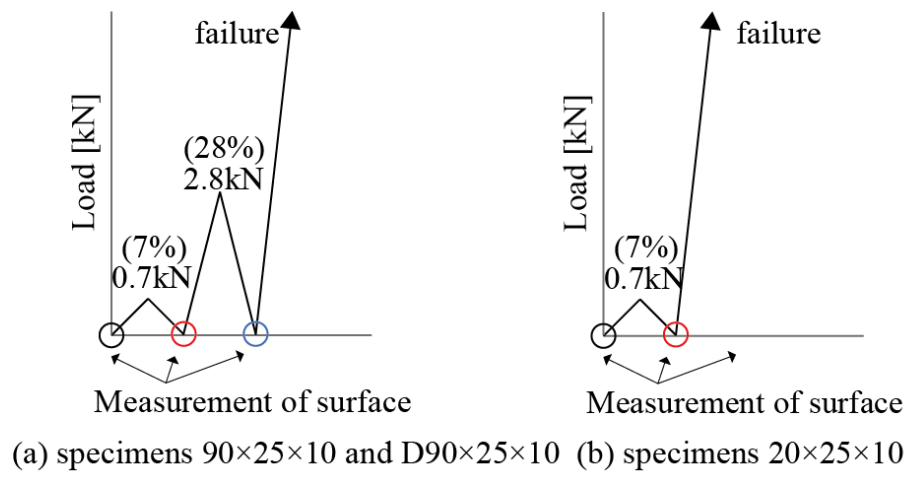 failure
Load [kN]
(28%)
2.8kN
(7%)
0.7kN
Measurement of surface
(a) specimens 90×25×10 and D90×25×10
failure
Load [kN]
(7%)
0.7kN
Measurement of surface
(b) specimens 20×25×10